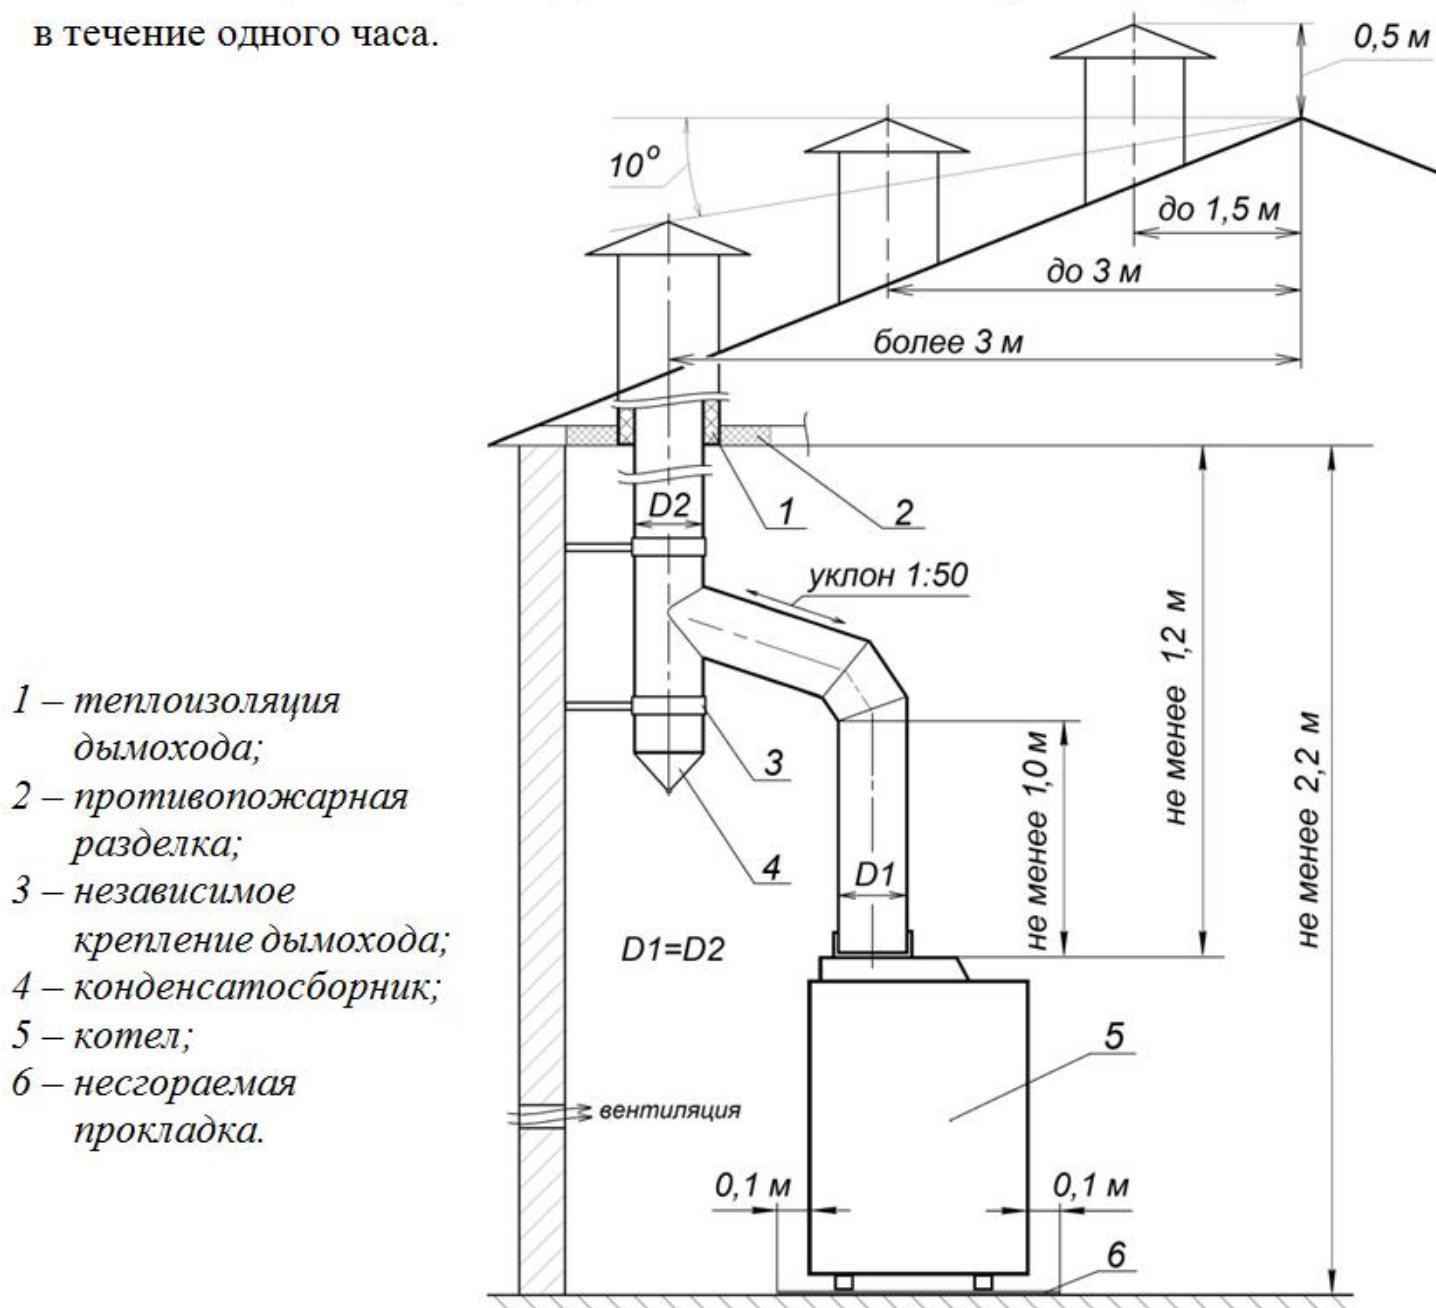 в течение одного часа.
0,5 м
10°
до 1,5 м
до 3 м
более 3 м
D2
1
2
уклон 1:50
не менее 1,2 м
не менее 2,2 м
не менее 1,0 м
1 – теплоизоляция
дымохода;
2 – противопожарная
разделка;
3 – независимое
крепление дымохода;
4 – конденсатосборник;
5 – котел;
6 – несгораемая
прокладка.
3
4
D1
D1=D2
5
вентиляция
0,1 м
0,1 м
6